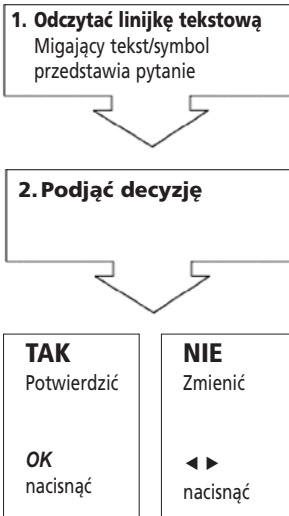 1. Odczytać linijkę tekstową
Migający tekst/symbol
przedstawia pytanie
2. Podjąć decyzję
TAK
Potwierdzić
OK
nacisnąć
NIE
Zmienić
◄ ►
nacisnąć